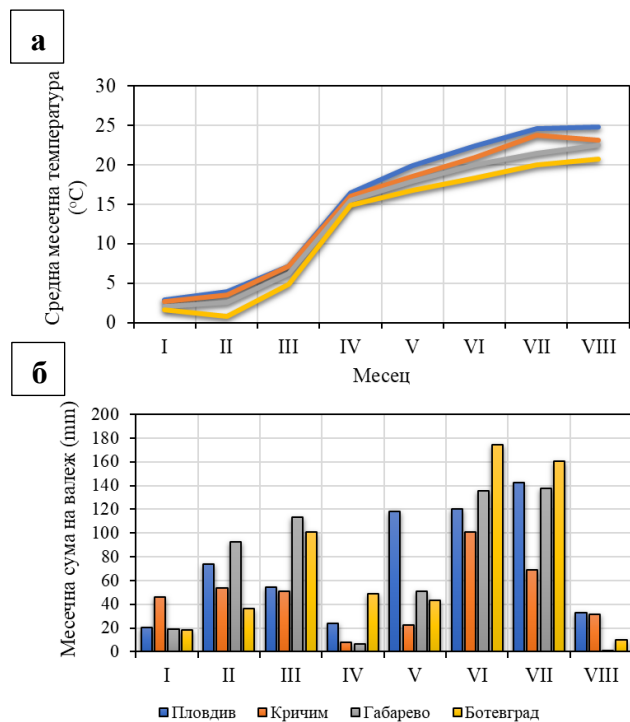 а
Средна месечна температура
(°C)
30
25
20
15
10
5
0
I II III IV V VI VII VIII
Месец
б
Месечна сума на валеж (mm)
200
180
160
140
120
100
80
60
40
20
0
I II III IV V VI VII VIII
Пловдив Кричим Габарево Ботевград